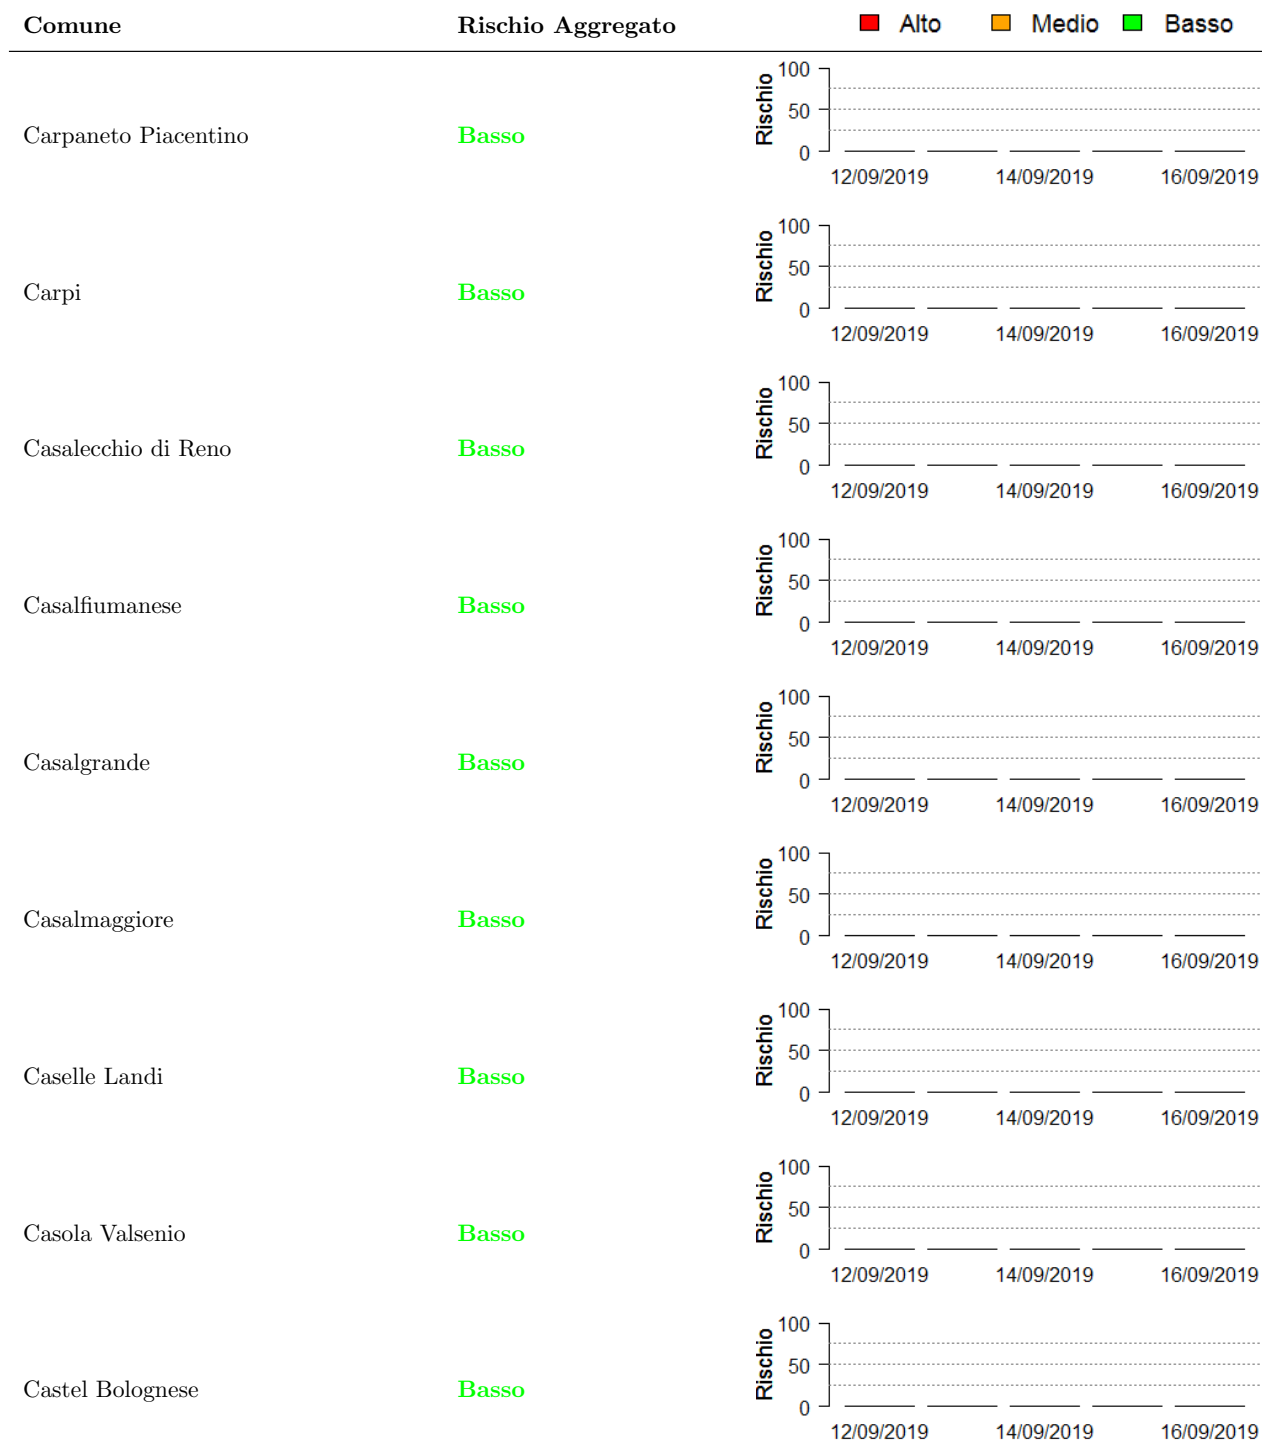 Comune Rischio Aggregato Alto Medio Basso
Carpaneto Piacentino Basso Rischio 100 50 0
12/09/2019 14/09/2019 16/09/2019
Carpi Basso Rischio 100 50 0
12/09/2019 14/09/2019 16/09/2019
Casalecchio di Reno Basso Rischio 100 50 0
12/09/2019 14/09/2019 16/09/2019
Casalfiumanese Basso Rischio 100 50 0
12/09/2019 14/09/2019 16/09/2019
Casalgrande Basso Rischio 100 50 0
12/09/2019 14/09/2019 16/09/2019
Casalmaggiore Basso Rischio 100 50 0
12/09/2019 14/09/2019 16/09/2019
Caselle Landi Basso Rischio 100 50 0
12/09/2019 14/09/2019 16/09/2019
Casola Valsenio Basso Rischio 100 50 0
12/09/2019 14/09/2019 16/09/2019
Castel Bolognese Basso Rischio 100 50 0
12/09/2019 14/09/2019 16/09/2019